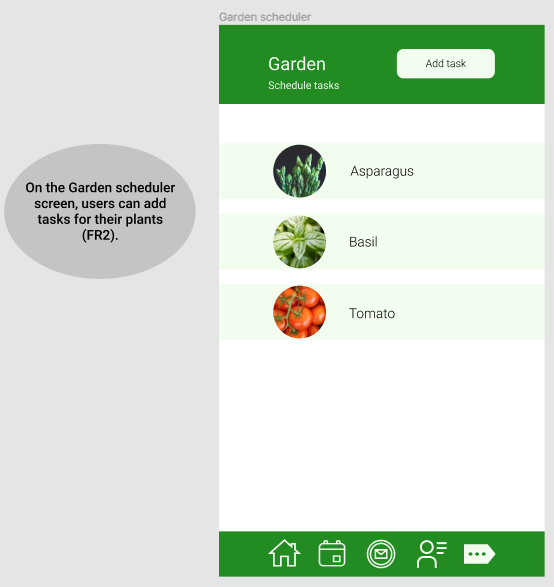 Garden scheduler
Garden
Add task
Schedule tasks
On the Garden scheduler
screen, users can add
tasks for their plants
(FR2).
Asparagus
Basil
Tomato